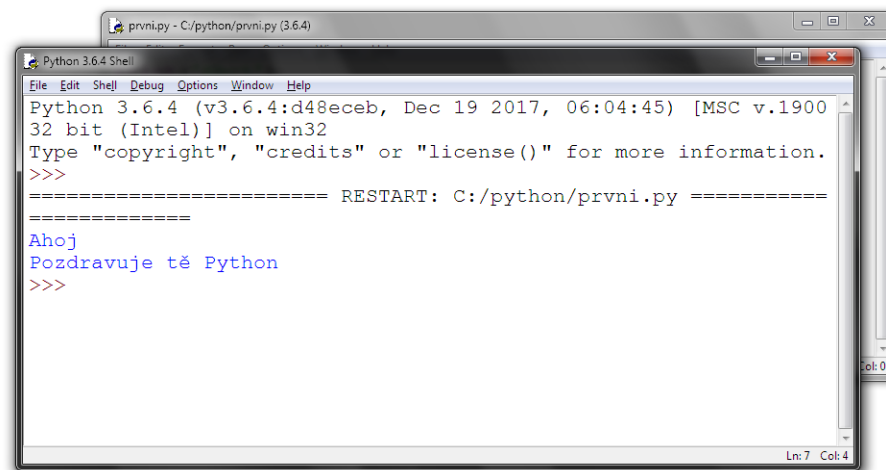 prvni.py - C:/python/prvni.py (3.6.4)
Python 3.6.4 Shell
File Edit Shell Debug Options Window Help
Python 3.6.4 (v3.6.4:d48eceb, Dec 19 2017, 06:04:45) [MSC v.1900
32 bit (Intel)] on win32
Type "copyright", "credits" or "license()" for more information.
>>>
======================== RESTART: C:/python/prvni.py ===========
=============
Ahoj
Pozdravuje tě Python
>>>
Col: 0
Ln: 7 Col: 4